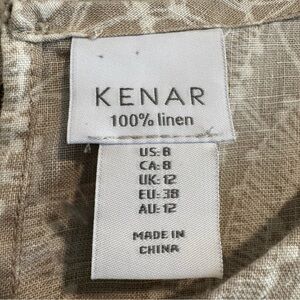 KENAR
100% linen
US: 8
CA: 8
UK: 12
EU: 38
AU: 12
MADE IN
CHINA